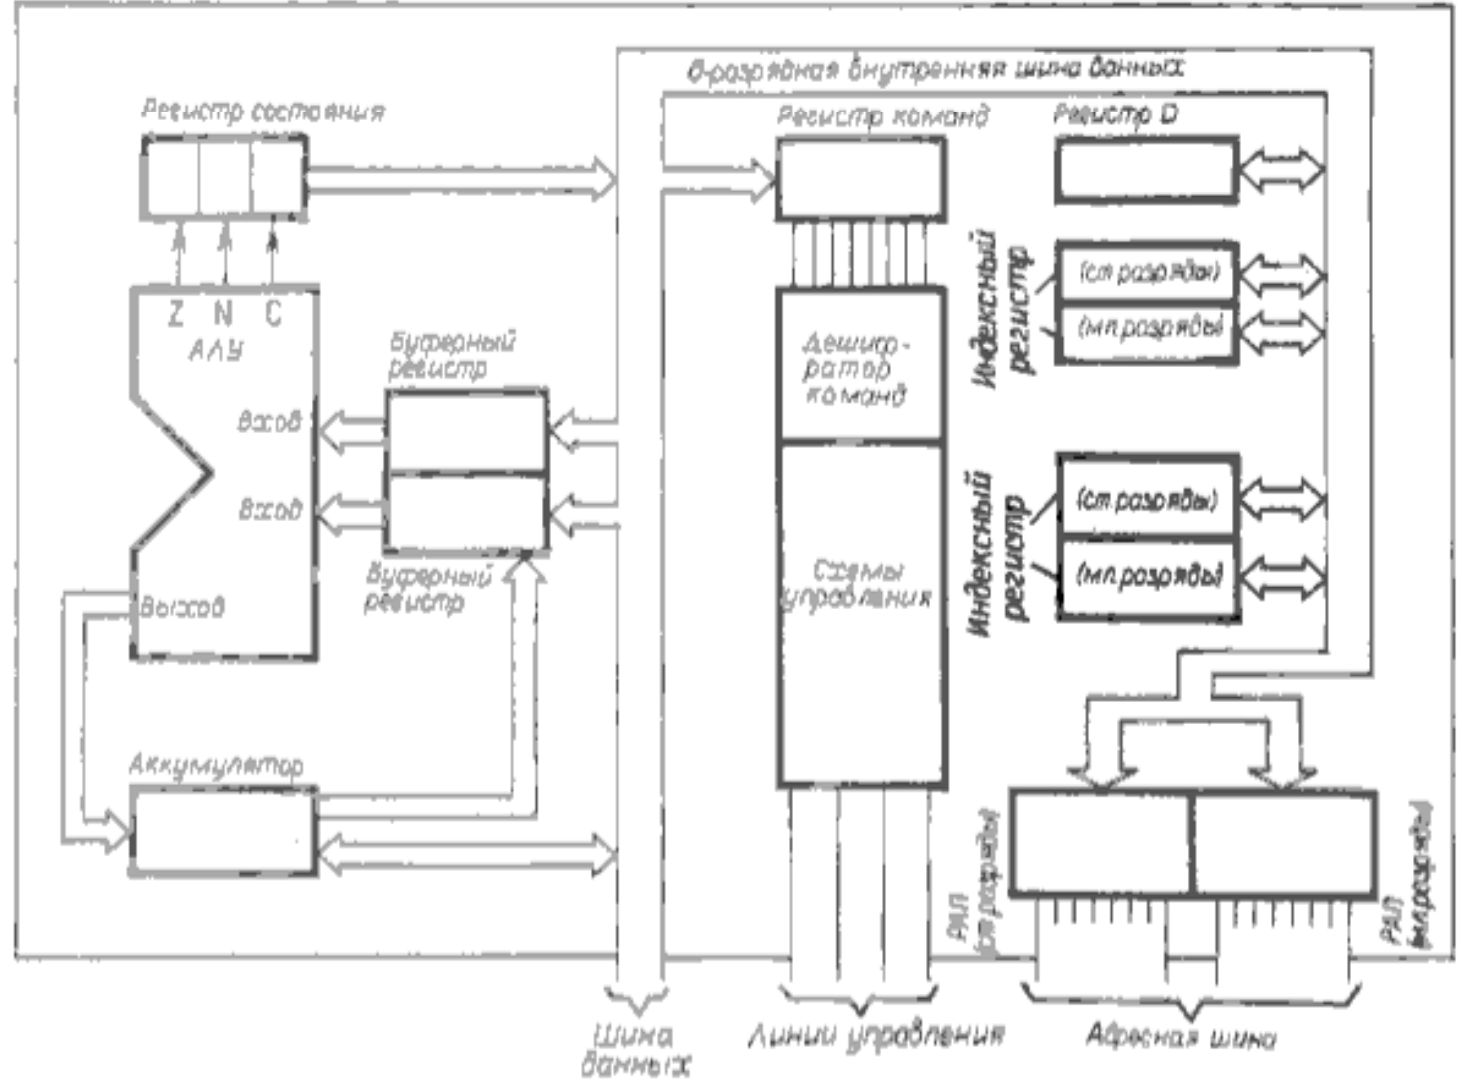 8-разрядная внутренняя шина данных
Регистр состояния
Регистр команд
Регистр D
Z N C
АЛУ
Вход
Вход
Выход
Буферный
регистр
Буферный
регистр
Аккумулятор
Дешиф-
ратор
команд
Схемы
управления
Индексный
регистр
(ст.разряды)
(мл.разряды)
Индексный
регистр
(ст.разряды)
(мл.разряды)
РАП
(ст.разряды)
РАП
(мл.разряды)
Шина
данных
Линии управления
Адресная шина